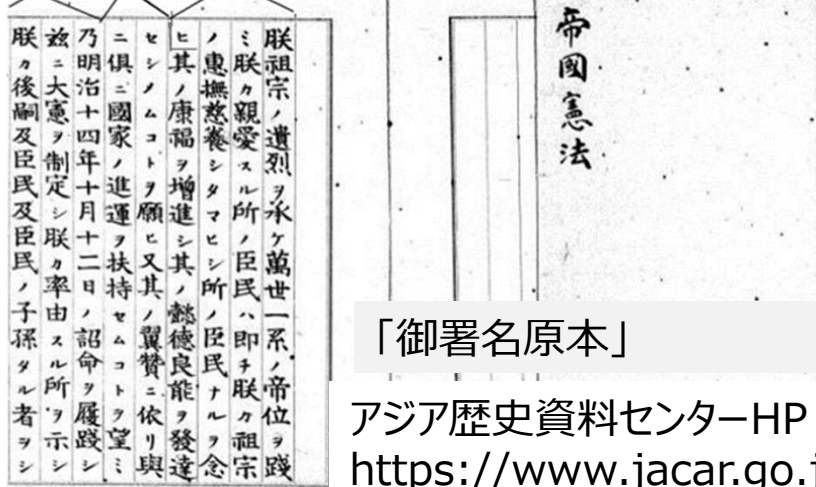 帝國憲法
朕祖宗ノ遺烈ヲ承ケ萬世一系ノ帝位ヲ踐
ミ朕カ親愛スル所ノ臣民ハ即チ朕カ祖宗
ノ惠撫慈養シタマヒシ所ノ臣民ナルヲ念
ヒ其ノ康福ヲ增進シ其ノ懿德良能ヲ發達
セシメムコトヲ願ヒ又其ノ翼贊ニ依リ與
ニ俱ニ國家ノ進運ヲ扶持セムコトヲ望ミ
乃明治十四年十月十二日ノ詔命ヲ履踐シ
茲ニ大憲ヲ制定シ朕カ率由スル所ヲ示シ
朕カ後嗣及臣民及臣民ノ子孫タル者ヲシ
「御署名原本」
アジア歴史資料センターHP
https://www.jacar.go.j